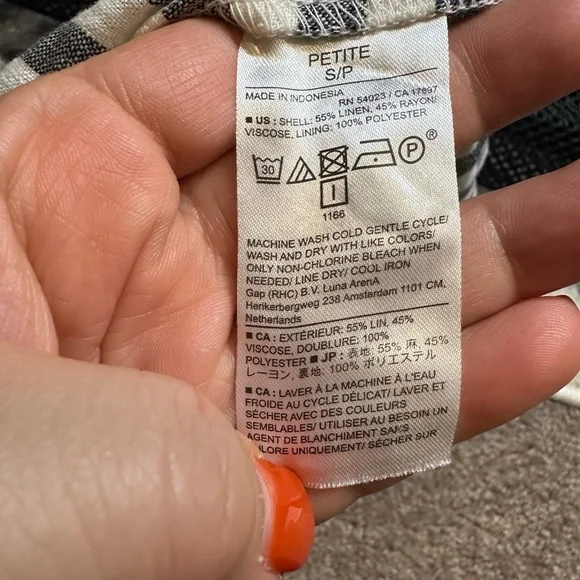 PETITE
S/P
MADE IN INDONESIA
RN 54023 / CA 17897
■ US : SHELL: 55% LINEN, 45% RAYON/
VISCOSE, LINING: 100% POLYESTER
30 P ®
1166
MACHINE WASH COLD GENTLE CYCLE/
WASH AND DRY WITH LIKE COLORS/
ONLY NON-CHLORINE BLEACH WHEN
NEEDED/ LINE DRY/ COOL IRON
Gap (RHC) B.V. Luna ArenA
Herikerbergweg 238 Amsterdam 1101 CM,
Netherlands
■ CA : EXTÉRIEUR: 55% LIN, 45%
VISCOSE, DOUBLURE: 100%
POLYESTER ■ JP : 表地: 55% 麻, 45%
レーヨン, 裏地: 100% ポリエステル
■ CA : LAVER À LA MACHINE À L'EAU
FROIDE AU CYCLE DÉLICAT/ LAVER ET
SÉCHER AVEC DES COULEURS
SEMBLABLES/ UTILISER AU BESOIN UN
AGENT DE BLANCHIMENT SANS
UNIQUEMENT/ SÉCHER SUR